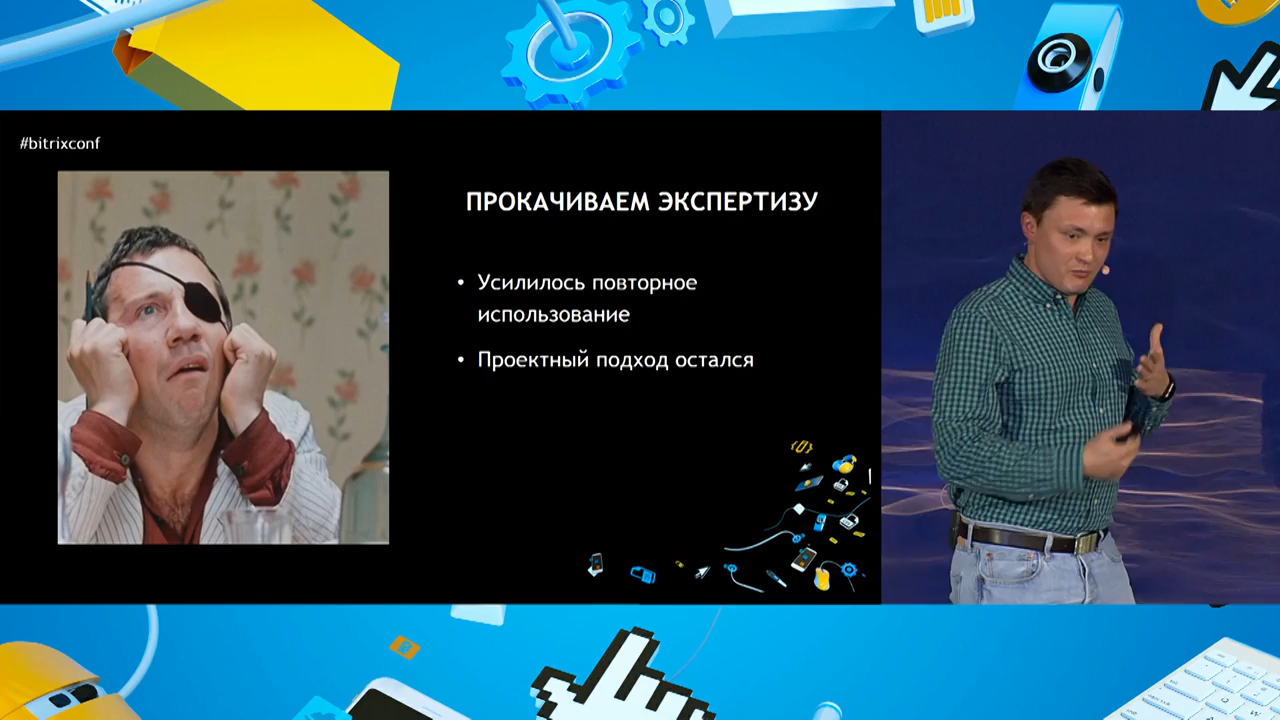 #bitrixconf
ПРОКАЧИВАЕМ ЭКСПЕРТИЗУ
• Усилилось повторное
использование
• Проектный подход остался